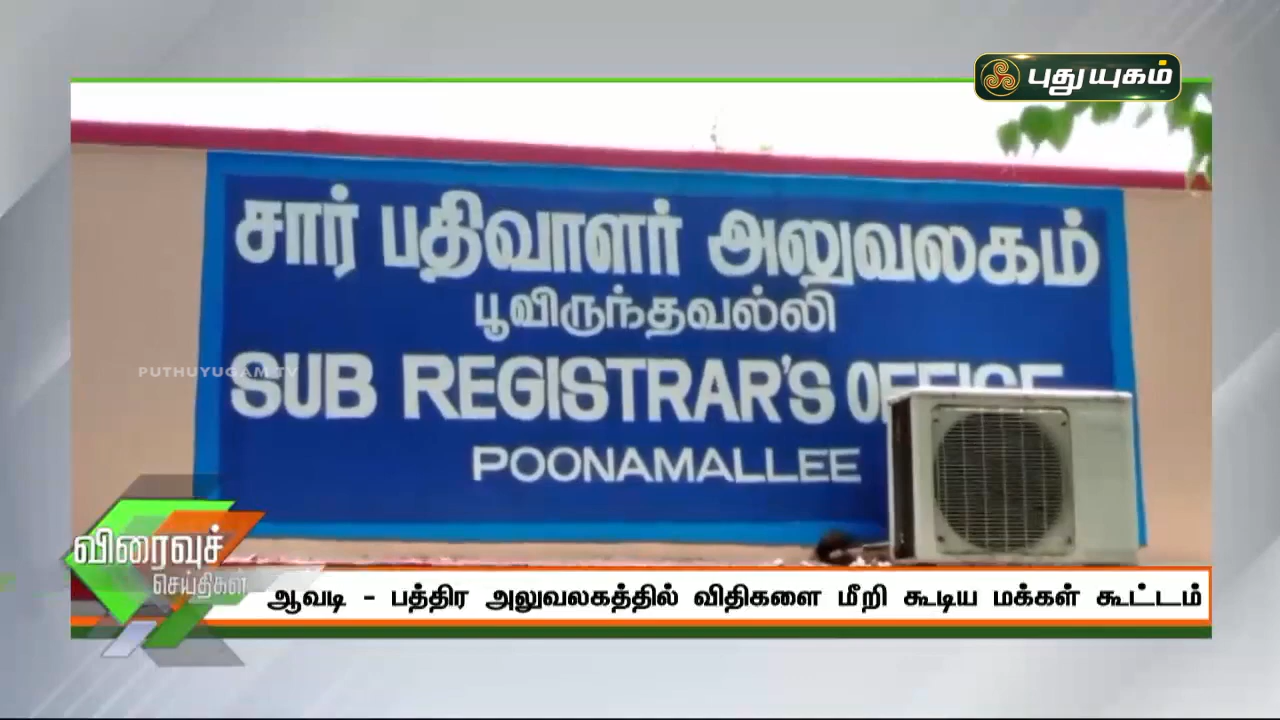 புதுயுகம்
சார் பதிவாளர் அலுவலகம்
பூவிருந்தவல்லி
PUTHUYUGAM TV
SUB REGISTRAR'S OFFICE
POONAMALLEE
விரைவுச்
செய்திகள்
ஆவடி - பத்திர அலுவலகத்தில் விதிகளை மீறி கூடிய மக்கள் கூட்டம்